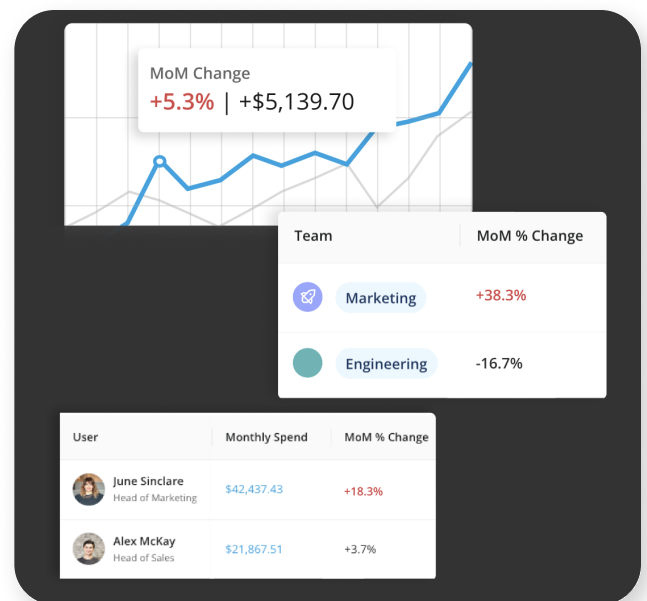 MoM Change
+5.3% | +$5,139.70
Team MoM % Change
Marketing +38.3%
Engineering -16.7%
User Monthly Spend MoM % Change
June Sinclare
Head of Marketing
$42,437.43 +18.3%
Alex McKay
Head of Sales
$21,867.51 +3.7%